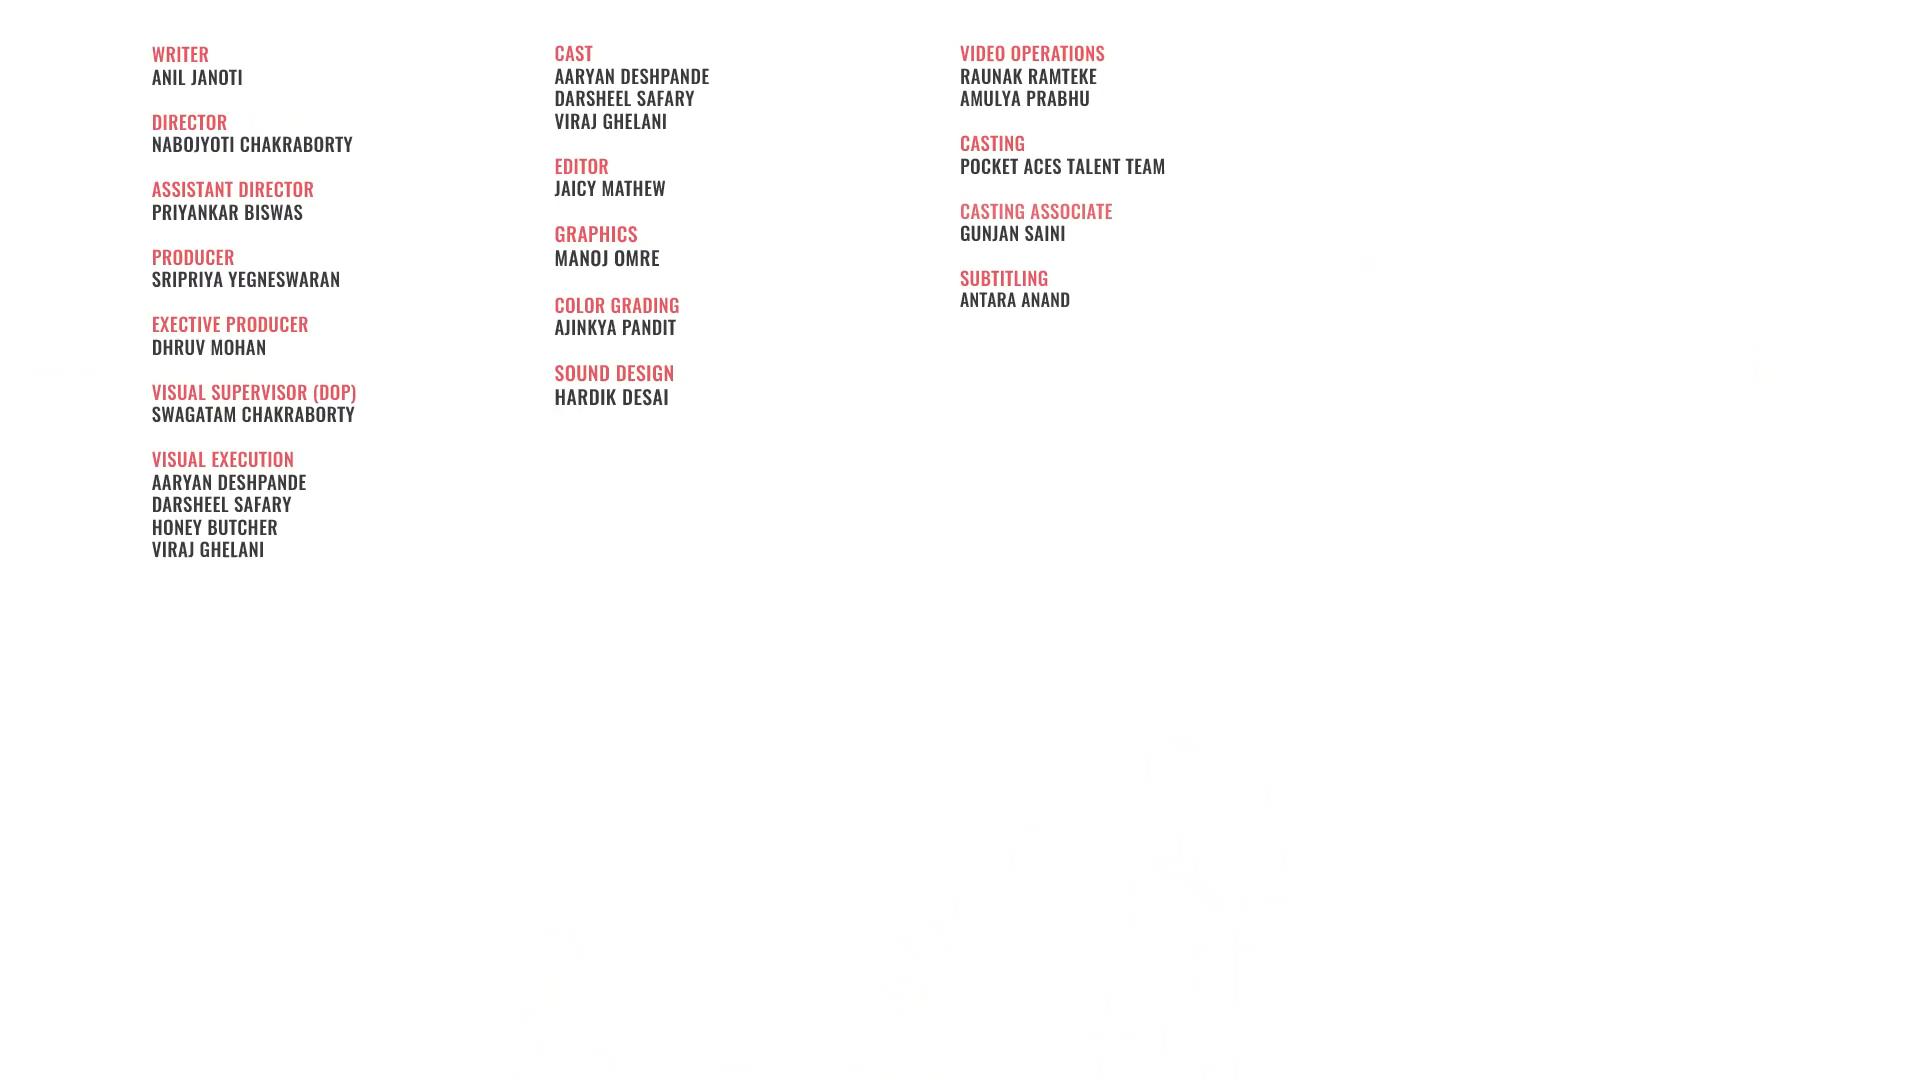 WRITER
ANIL JANOTI
DIRECTOR
NABOJYOTI CHAKRABORTY
ASSISTANT DIRECTOR
PRIYANKAR BISWAS
PRODUCER
SRIPRIYA YEGNESWARAN
EXECTIVE PRODUCER
DHRUV MOHAN
VISUAL SUPERVISOR (DOP)
SWAGATAM CHAKRABORTY
VISUAL EXECUTION
AARYAN DESHPANDE
DARSHEEL SAFARY
HONEY BUTCHER
VIRAJ GHELANI
CAST
AARYAN DESHPANDE
DARSHEEL SAFARY
VIRAJ GHELANI
EDITOR
JAICY MATHEW
GRAPHICS
MANOJ OMRE
COLOR GRADING
AJINKYA PANDIT
SOUND DESIGN
HARDIK DESAI
VIDEO OPERATIONS
RAUNAK RAMTEKE
AMULYA PRABHU
CASTING
POCKET ACES TALENT TEAM
CASTING ASSOCIATE
GUNJAN SAINI
SUBTITLING
ANTARA ANAND